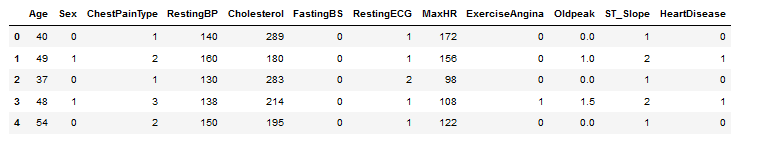 Age Sex ChestPainType RestingBP Cholesterol FastingBS RestingECG MaxHR ExerciseAngina Oldpeak ST_Slope HeartDisease
0 40 0 1 140 289 0 1 172 0 0.0 1 0
1 49 1 2 160 180 0 1 156 0 1.0 2 1
2 37 0 1 130 283 0 2 98 0 0.0 1 0
3 48 1 3 138 214 0 1 108 1 1.5 2 1
4 54 0 2 150 195 0 1 122 0 0.0 1 0